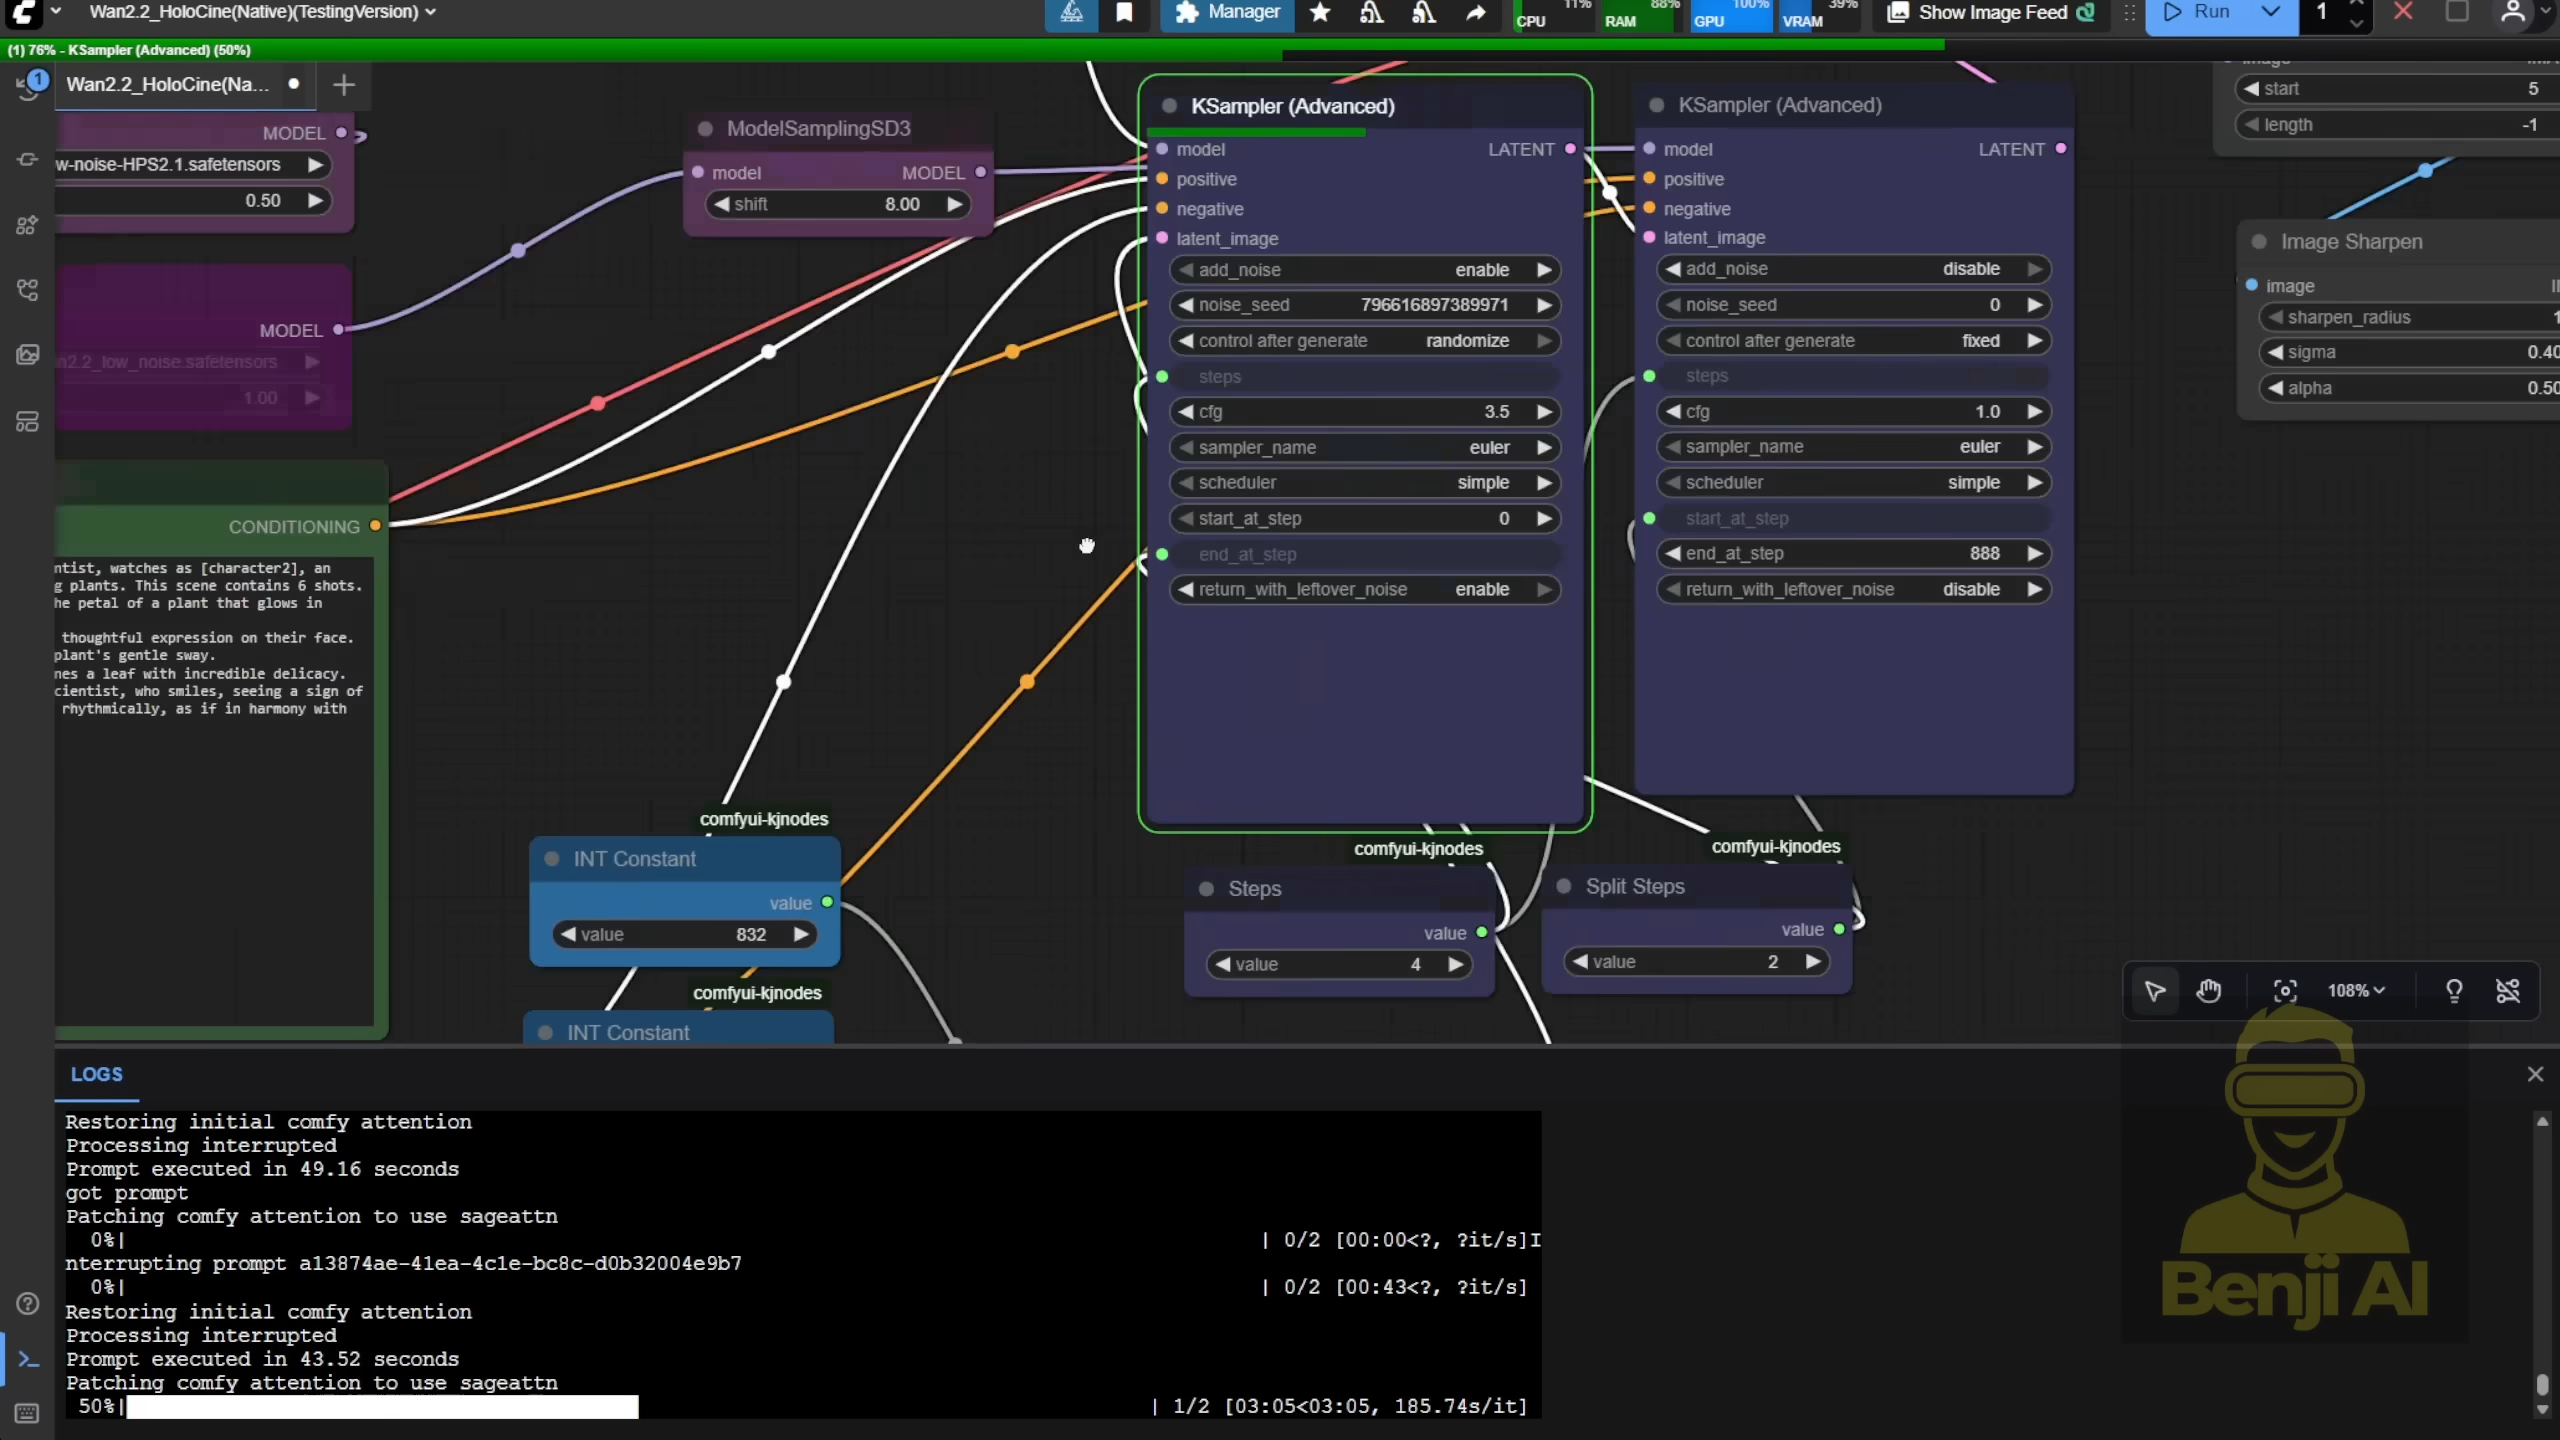 Wan2.2_HoloCine(Native)(TestingVersion)
Manager
CPU 11%
RAM 88%
GPU 100%
VRAM 39%
Show Image Feed
Run
1
(1) 76% - KSampler (Advanced) (50%)
1
Wan2.2_HoloCine(Na...
MODEL
w-noise-HPS2.1.safetensors
0.50
MODEL
n2.2_low_noise.safetensors
1.00
ModelSamplingSD3
model MODEL
shift 8.00
KSampler (Advanced)
model LATENT
positive
negative
latent_image
add_noise enable
noise_seed 796616897389971
control after generate randomize
steps
cfg 3.5
sampler_name euler
scheduler simple
start_at_step 0
end_at_step
return_with_leftover_noise enable
KSampler (Advanced)
model LATENT
positive
negative
latent_image
add_noise disable
noise_seed 0
control after generate fixed
steps
cfg 1.0
sampler_name euler
scheduler simple
start_at_step
end_at_step 888
return_with_leftover_noise disable
start 5
length -1
Image Sharpen
image
sharpen_radius
sigma 0.40
alpha 0.50
CONDITIONING
ntist, watches as [character2], an
g plants. This scene contains 6 shots.
he petal of a plant that glows in
thoughtful expression on their face.
plant's gentle sway.
nes a leaf with incredible delicacy.
cientist, who smiles, seeing a sign of
rhythmically, as if in harmony with
comfyui-kjnodes
INT Constant
value
value 832
comfyui-kjnodes
INT Constant
comfyui-kjnodes
Steps
value
value 4
comfyui-kjnodes
Split Steps
value
value 2
108%
LOGS
Restoring initial comfy attention
Processing interrupted
Prompt executed in 49.16 seconds
got prompt
Patching comfy attention to use sageattn
0%| | 0/2 [00:00<?, ?it/s]I
nterrupting prompt a13874ae-41ea-4c1e-bc8c-d0b32004e9b7
0%| | 0/2 [00:43<?, ?it/s]
Restoring initial comfy attention
Processing interrupted
Prompt executed in 43.52 seconds
Patching comfy attention to use sageattn
50%| | 1/2 [03:05<03:05, 185.74s/it]
Benji AI